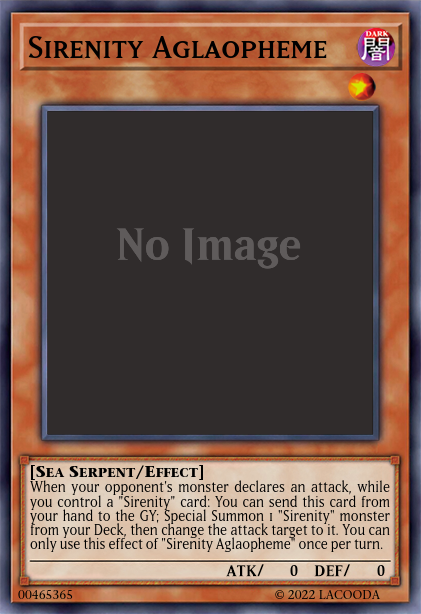 Sirenity Aglaopheme
DARK
闇
No Image
[Sea Serpent/Effect]
When your opponent's monster declares an attack, while
you control a "Sirenity" card: You can send this card from
your hand to the GY; Special Summon 1 "Sirenity" monster
from your Deck, then change the attack target to it. You can
only use this effect of "Sirenity Aglaopheme" once per turn.
ATK/ 0 DEF/ 0
00465365 © 2022 LACOODA